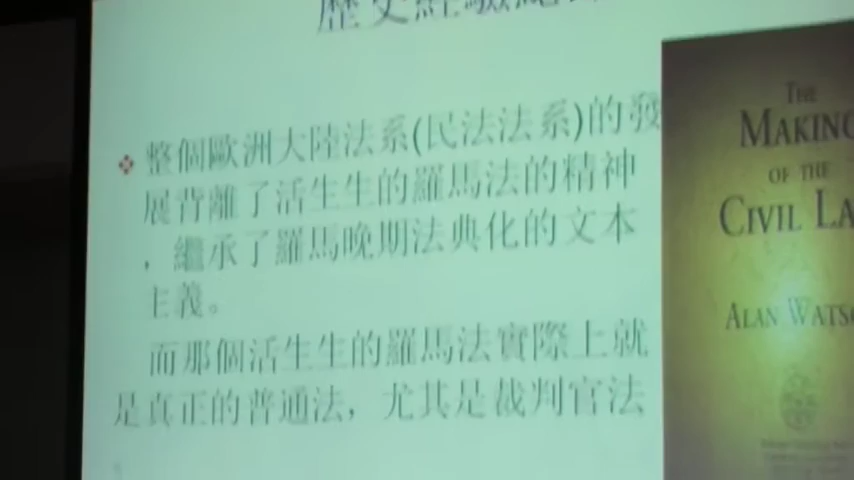 歷史經驗
整個歐洲大陸法系(民法法系)的發
展背離了活生生的羅馬法的精神
，繼承了羅馬晚期法典化的文本
主義。
而那個活生生的羅馬法實際上就
是真正的普通法，尤其是裁判官法
THE
MAKING
OF THE
CIVIL LA
ALAN WATS